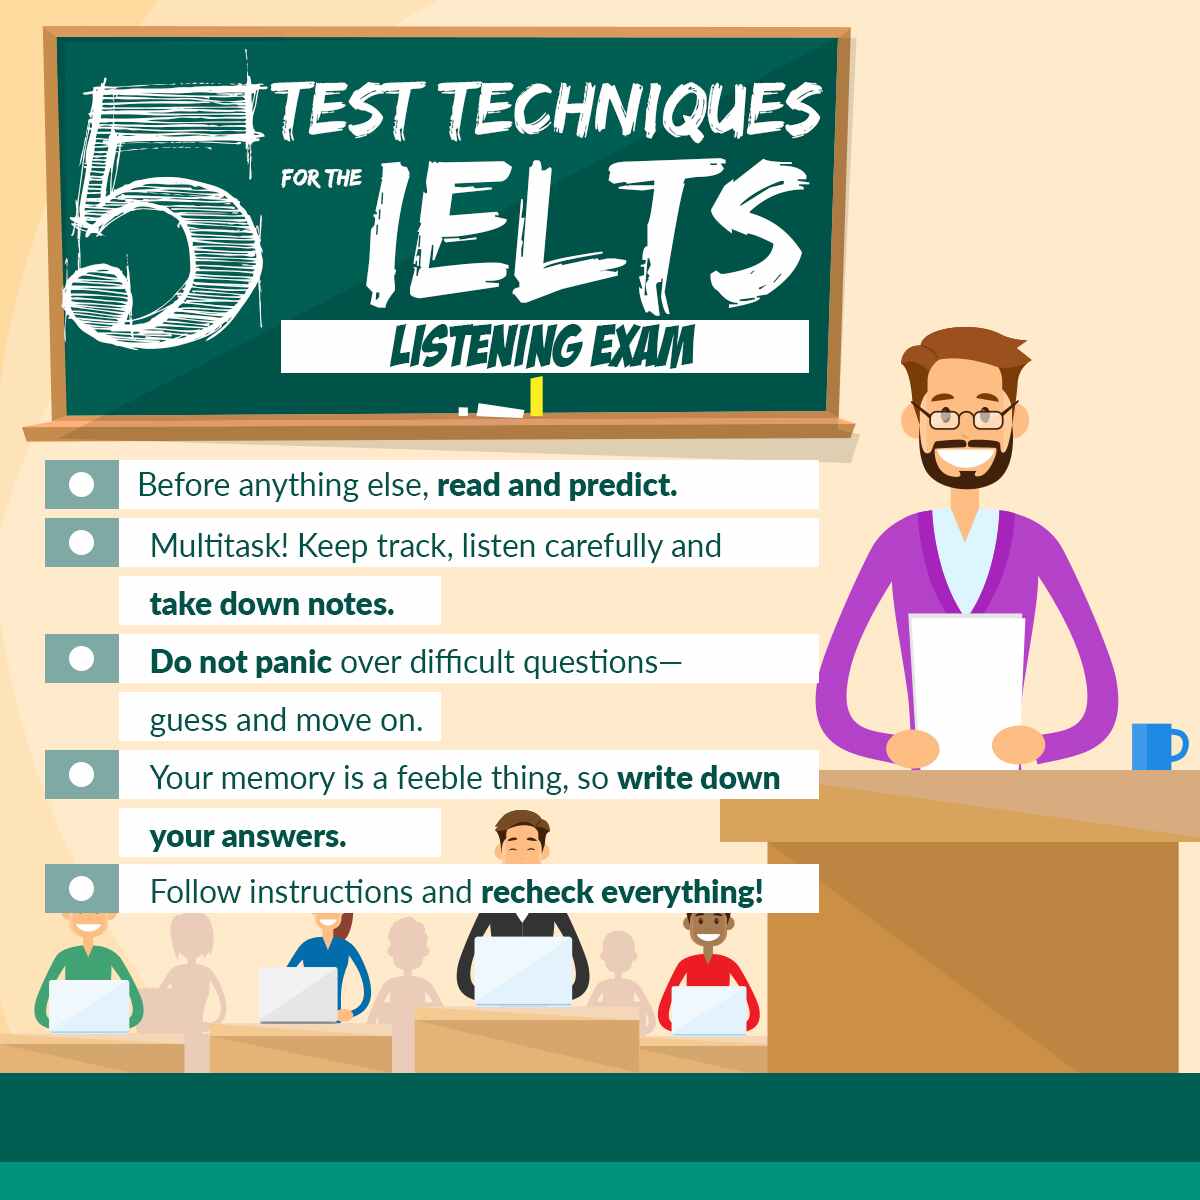 5 TEST TECHNIQUES
FOR THE IELTS
LISTENING EXAM
Before anything else, read and predict.
Multitask! Keep track, listen carefully and
take down notes.
Do not panic over difficult questions—
guess and move on.
Your memory is a feeble thing, so write down
your answers.
Follow instructions and recheck everything!